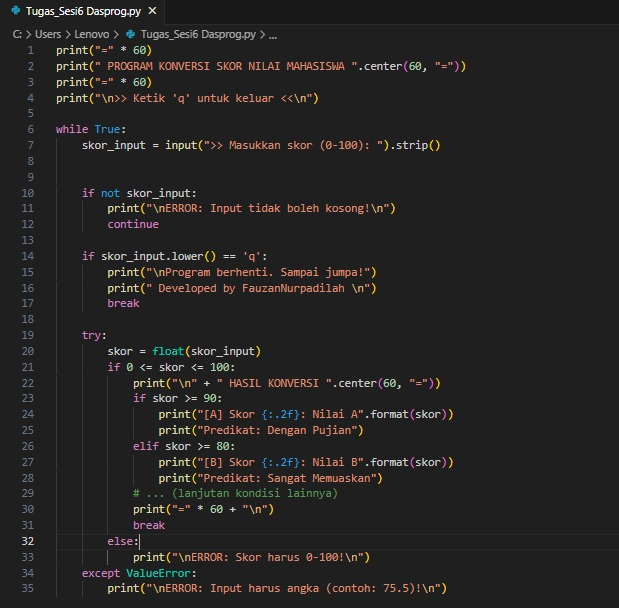 Tugas_Sesi6 Dasprog.py ×
C: > Users > Lenovo > Tugas_Sesi6 Dasprog.py > ...
1 print("=" * 60)
2 print(" PROGRAM KONVERSI SKOR NILAI MAHASISWA ".center(60, "="))
3 print("=" * 60)
4 print("\n>> Ketik 'q' untuk keluar <<\n")
5
6 while True:
7     skor_input = input(">> Masukkan skor (0-100): ").strip()
8
9
10     if not skor_input:
11         print("\nERROR: Input tidak boleh kosong!\n")
12         continue
13
14     if skor_input.lower() == 'q':
15         print("\nProgram berhenti. Sampai jumpa!")
16         print(" Developed by FauzanNurpadilah \n")
17         break
18
19     try:
20         skor = float(skor_input)
21         if 0 <= skor <= 100:
22             print("\n" + " HASIL KONVERSI ".center(60, "="))
23             if skor >= 90:
24                 print("[A] Skor {:.2f}: Nilai A".format(skor))
25                 print("Predikat: Dengan Pujian")
26             elif skor >= 80:
27                 print("[B] Skor {:.2f}: Nilai B".format(skor))
28                 print("Predikat: Sangat Memuaskan")
29             # ... (lanjutan kondisi lainnya)
30             print("=" * 60 + "\n")
31             break
32         else:
33             print("\nERROR: Skor harus 0-100!\n")
34     except ValueError:
35         print("\nERROR: Input harus angka (contoh: 75.5)!\n")